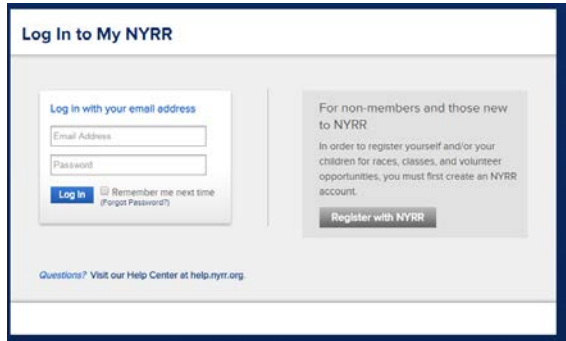 Log In to My NYRR
Log in with your email address
Email Address
Password
Log In
Remember me next time
(Forgot Password?)
For non-members and those new
to NYRR
In order to register yourself and/or your
children for races, classes, and volunteer
opportunities, you must first create an NYRR
account.
Register with NYRR
Questions? Visit our Help Center at help.nyrr.org.